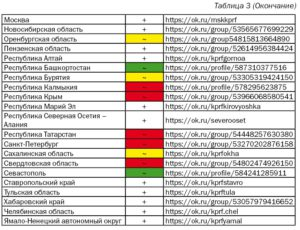 Таблица 3 (Окончание)
Москва + https://ok.ru/mskkprf
Новосибирская область + https://ok.ru/group/53565677699229
Оренбургская область ~ https://ok.ru/group54815813664890
Пензенская область + https://ok.ru/group/52614956384424
Республика Алтай + https://ok.ru/kprfgornoa
Республика Башкортостан ~ https://ok.ru/profile/587310377516
Республика Бурятия ~ https://ok.ru/group/53305319424150
Республика Калмыкия ~ https://ok.ru/profile/578295623875
Республика Крым ~ https://ok.ru/group/53966068580541
Республика Марий Эл + https://ok.ru/kprfkirovyoshka
Республика Северная Осетия –
Алания + https://ok.ru/severooset
Республика Татарстан ~ https://ok.ru/group/54448257630380
Санкт-Петербург ~ https://ok.ru/group/53270202876158
Сахалинская область ~ https://ok.ru/kprfokha
Свердловская область ~ https://ok.ru/group/54802474926150
Севастополь ~ https://ok.ru/profile/584241285911
Ставропольский край + https://ok.ru/kprfstavro
Тульская область + https://ok.ru/kprftula
Хабаровский край + https://ok.ru/group/53057979416652
Челябинская область + https://ok.ru/kprf.chel
Ямало-Ненецкий автономный округ + https://ok.ru/kprfyamal